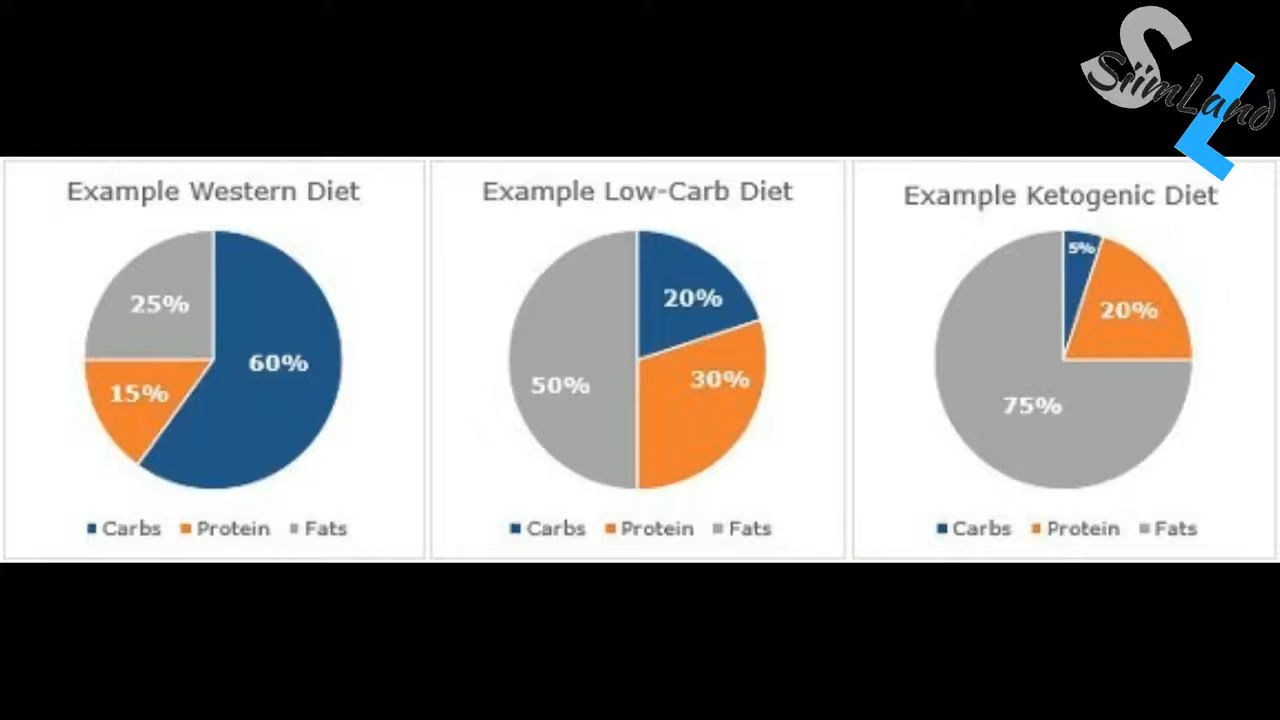 SL
SiimLand
Example Western Diet
25%
60%
15%
Carbs Protein Fats
Example Low-Carb Diet
20%
50%
30%
Carbs Protein Fats
Example Ketogenic Diet
5%
20%
75%
Carbs Protein Fats